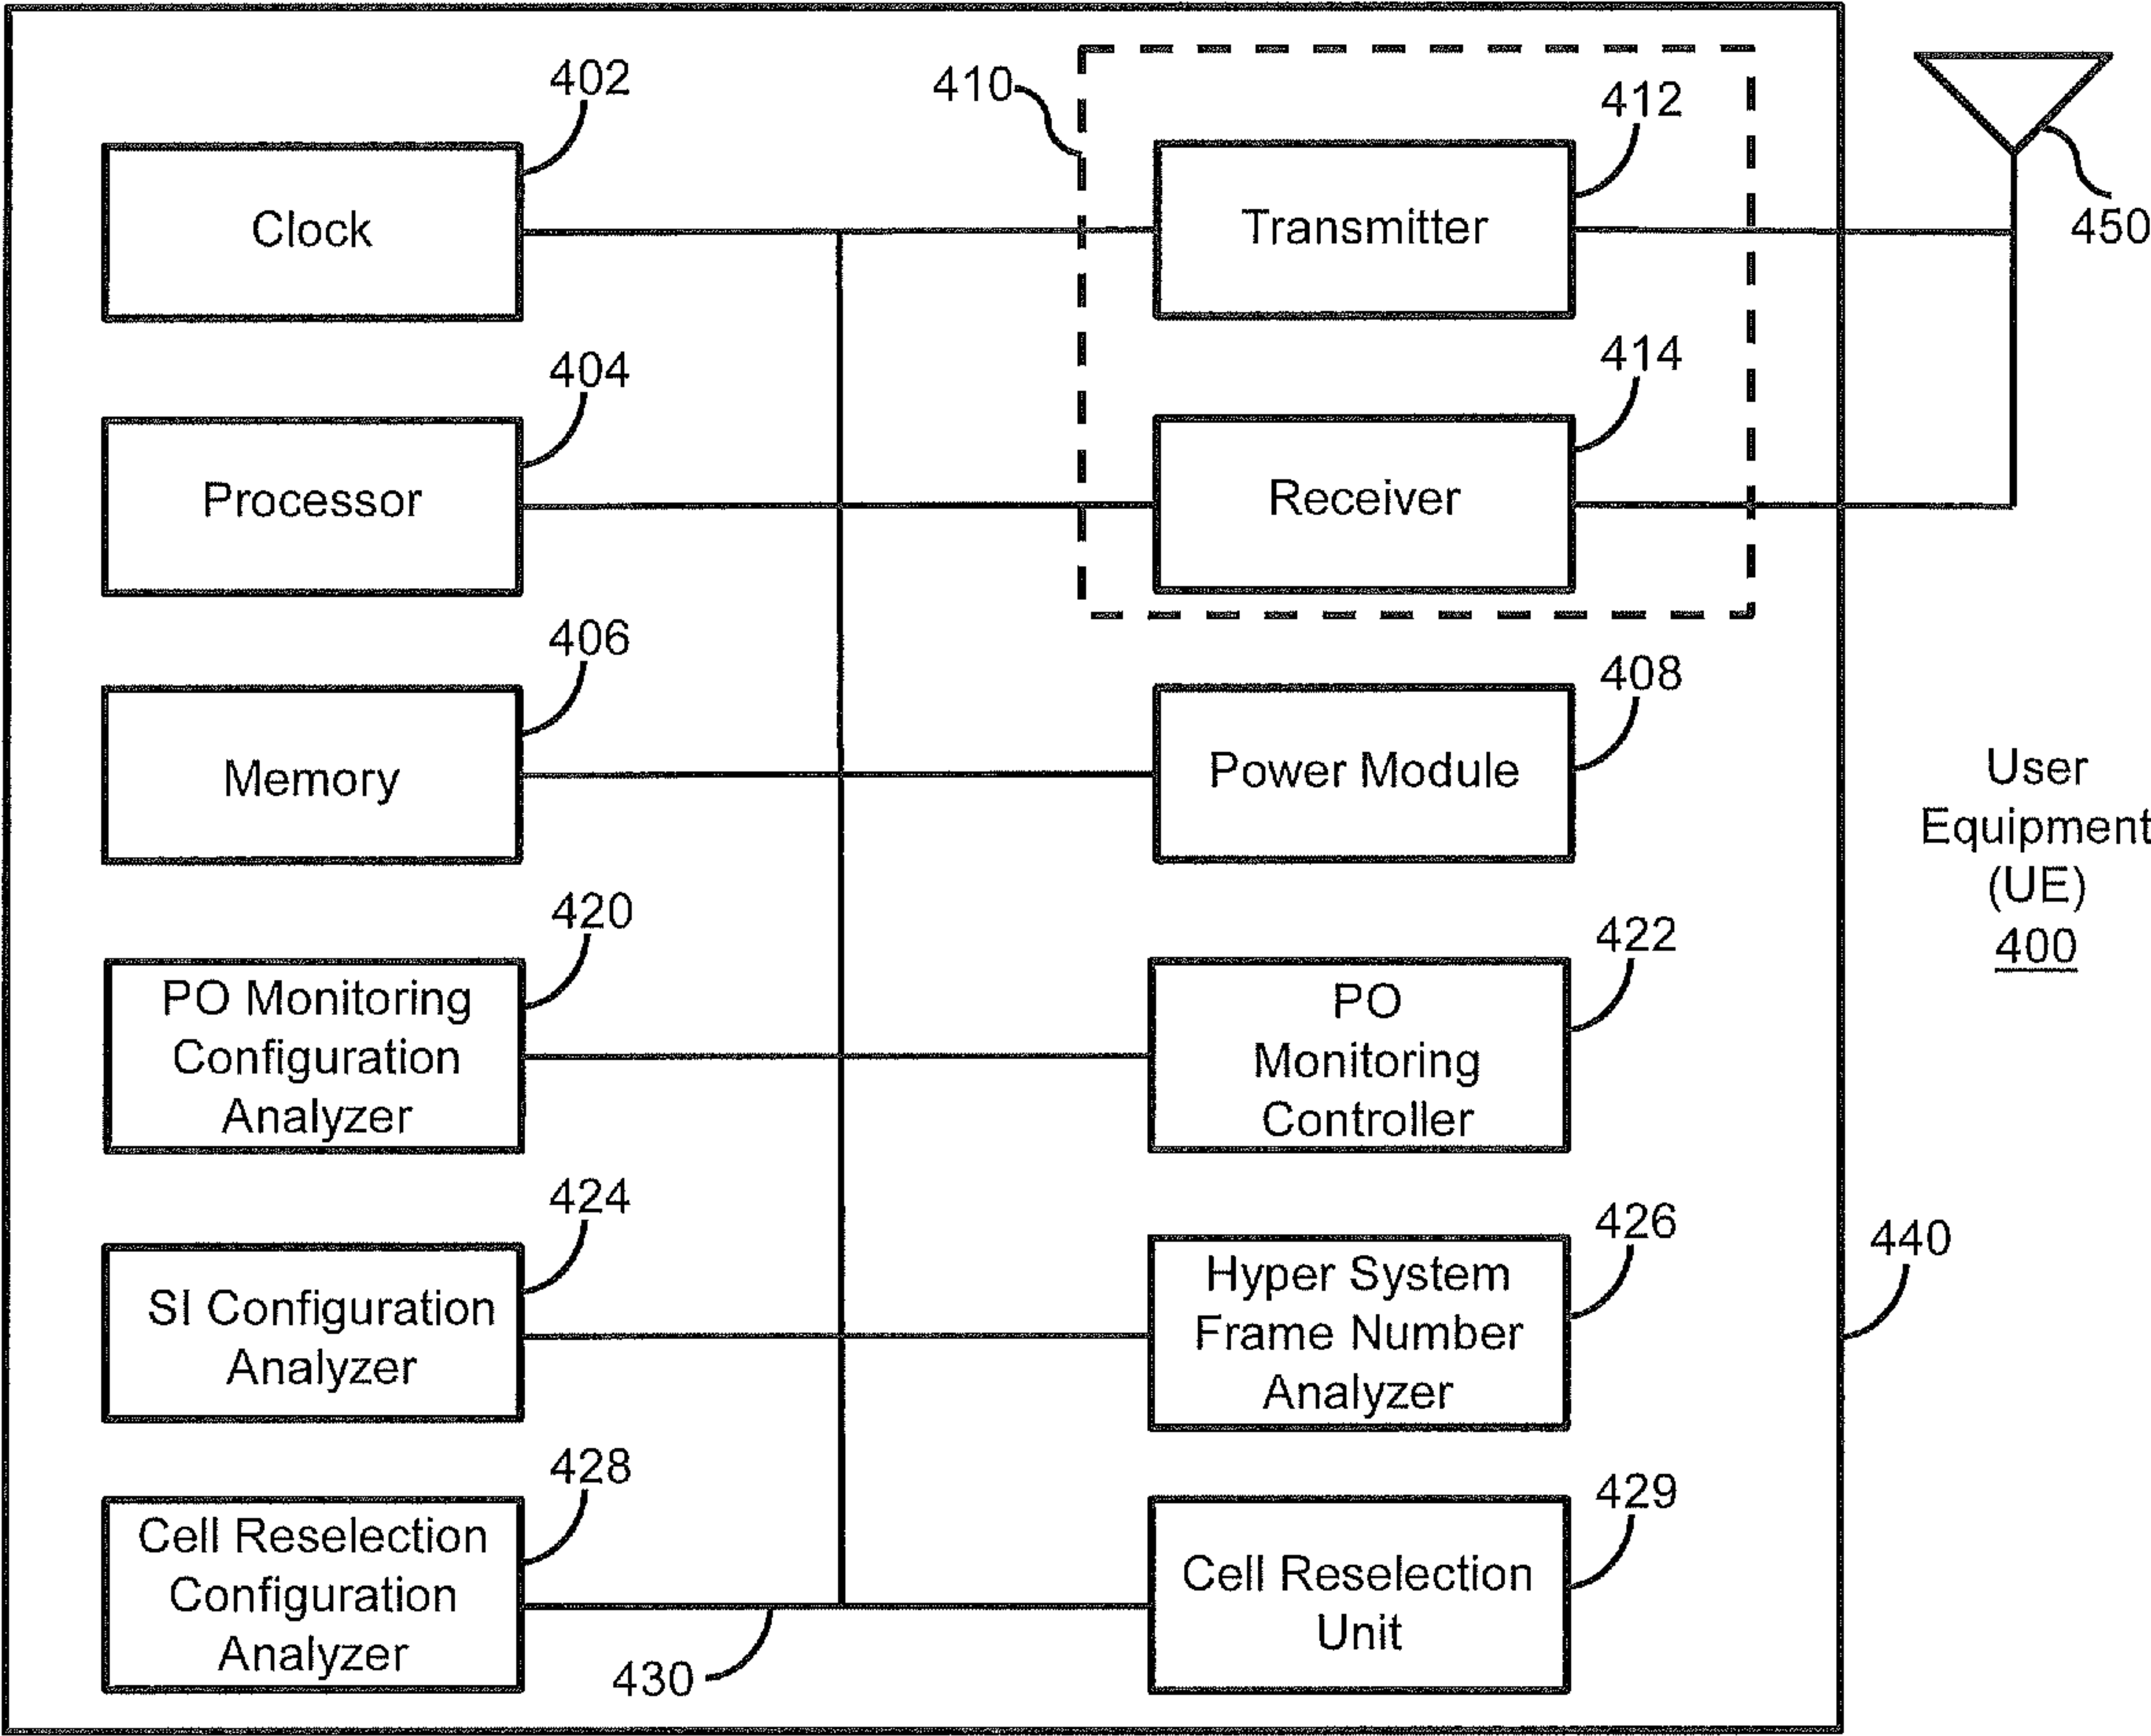 402
410
412
Clock
Transmitter
450
404
414
Processor
Receiver
406
408
Memory
Power Module
User
Equipment
(UE)
400
420
422
PO Monitoring
Configuration
Analyzer
PO
Monitoring
Controller
424
426
440
SI Configuration
Analyzer
Hyper System
Frame Number
Analyzer
428
429
Cell Reselection
Configuration
Analyzer
Cell Reselection
Unit
430